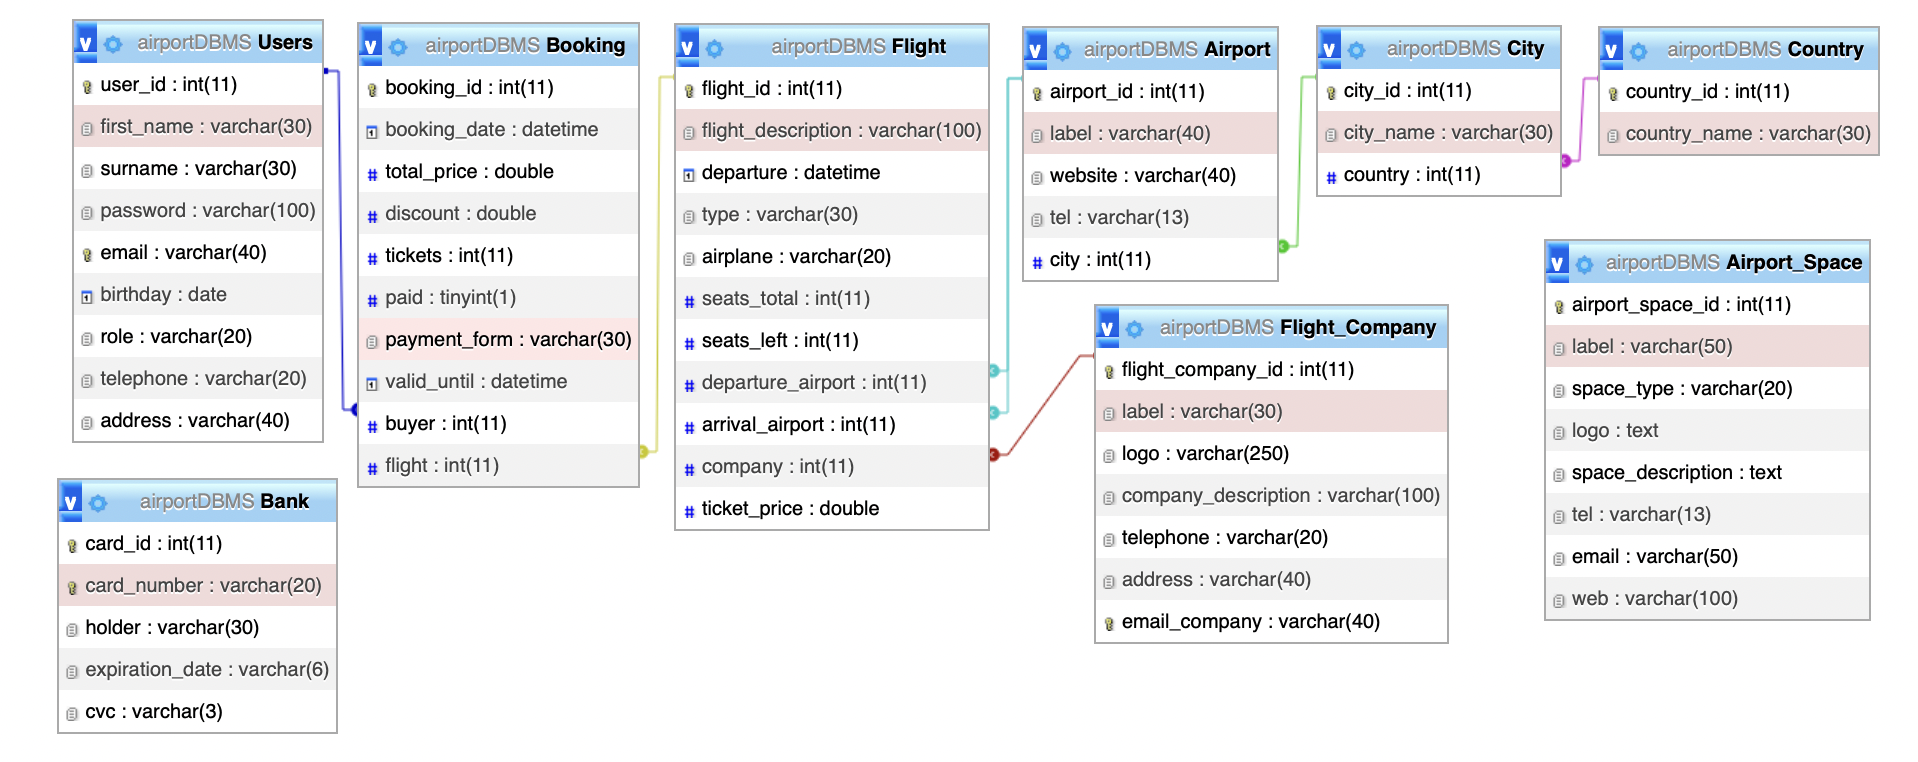 airportDBMS Users
user_id : int(11)
first_name : varchar(30)
surname : varchar(30)
password : varchar(100)
email : varchar(40)
birthday : date
role : varchar(20)
telephone : varchar(20)
address : varchar(40)
airportDBMS Booking
booking_id : int(11)
booking_date : datetime
total_price : double
discount : double
tickets : int(11)
paid : tinyint(1)
payment_form : varchar(30)
valid_until : datetime
buyer : int(11)
flight : int(11)
airportDBMS Flight
flight_id : int(11)
flight_description : varchar(100)
departure : datetime
type : varchar(30)
airplane : varchar(20)
seats_total : int(11)
seats_left : int(11)
departure_airport : int(11)
arrival_airport : int(11)
company : int(11)
ticket_price : double
airportDBMS Airport
airport_id : int(11)
label : varchar(40)
website : varchar(40)
tel : varchar(13)
city : int(11)
airportDBMS City
city_id : int(11)
city_name : varchar(30)
country : int(11)
airportDBMS Country
country_id : int(11)
country_name : varchar(30)
airportDBMS Bank
card_id : int(11)
card_number : varchar(20)
holder : varchar(30)
expiration_date : varchar(6)
cvc : varchar(3)
airportDBMS Flight_Company
flight_company_id : int(11)
label : varchar(30)
logo : varchar(250)
company_description : varchar(100)
telephone : varchar(20)
address : varchar(40)
email_company : varchar(40)
airportDBMS Airport_Space
airport_space_id : int(11)
label : varchar(50)
space_type : varchar(20)
logo : text
space_description : text
tel : varchar(13)
email : varchar(50)
web : varchar(100)